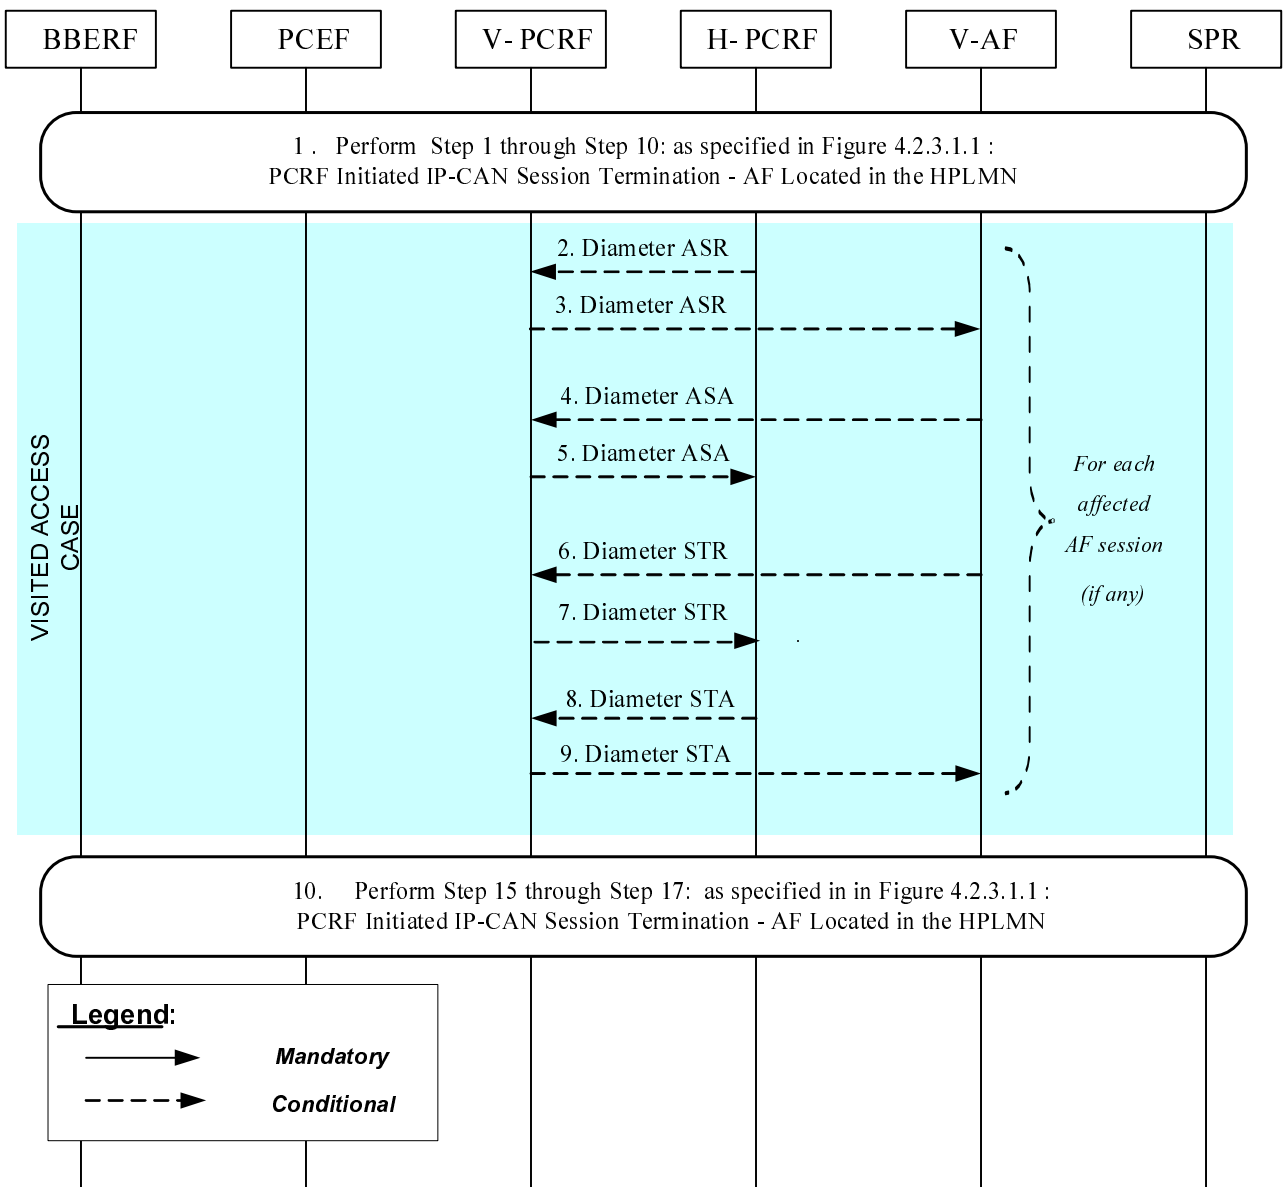 BBERF PCEF V- PCRF H- PCRF V-AF SPR
1 . Perform Step 1 through Step 10: as specified in Figure 4.2.3.1.1 :
PCRF Initiated IP-CAN Session Termination - AF Located in the HPLMN
2. Diameter ASR
3. Diameter ASR
4. Diameter ASA
5. Diameter ASA
6. Diameter STR
7. Diameter STR
8. Diameter STA
9. Diameter STA
For each
affected
AF session
(if any)
VISITED ACCESS
CASE
10. Perform Step 15 through Step 17: as specified in in Figure 4.2.3.1.1 :
PCRF Initiated IP-CAN Session Termination - AF Located in the HPLMN
Legend:
Mandatory
Conditional